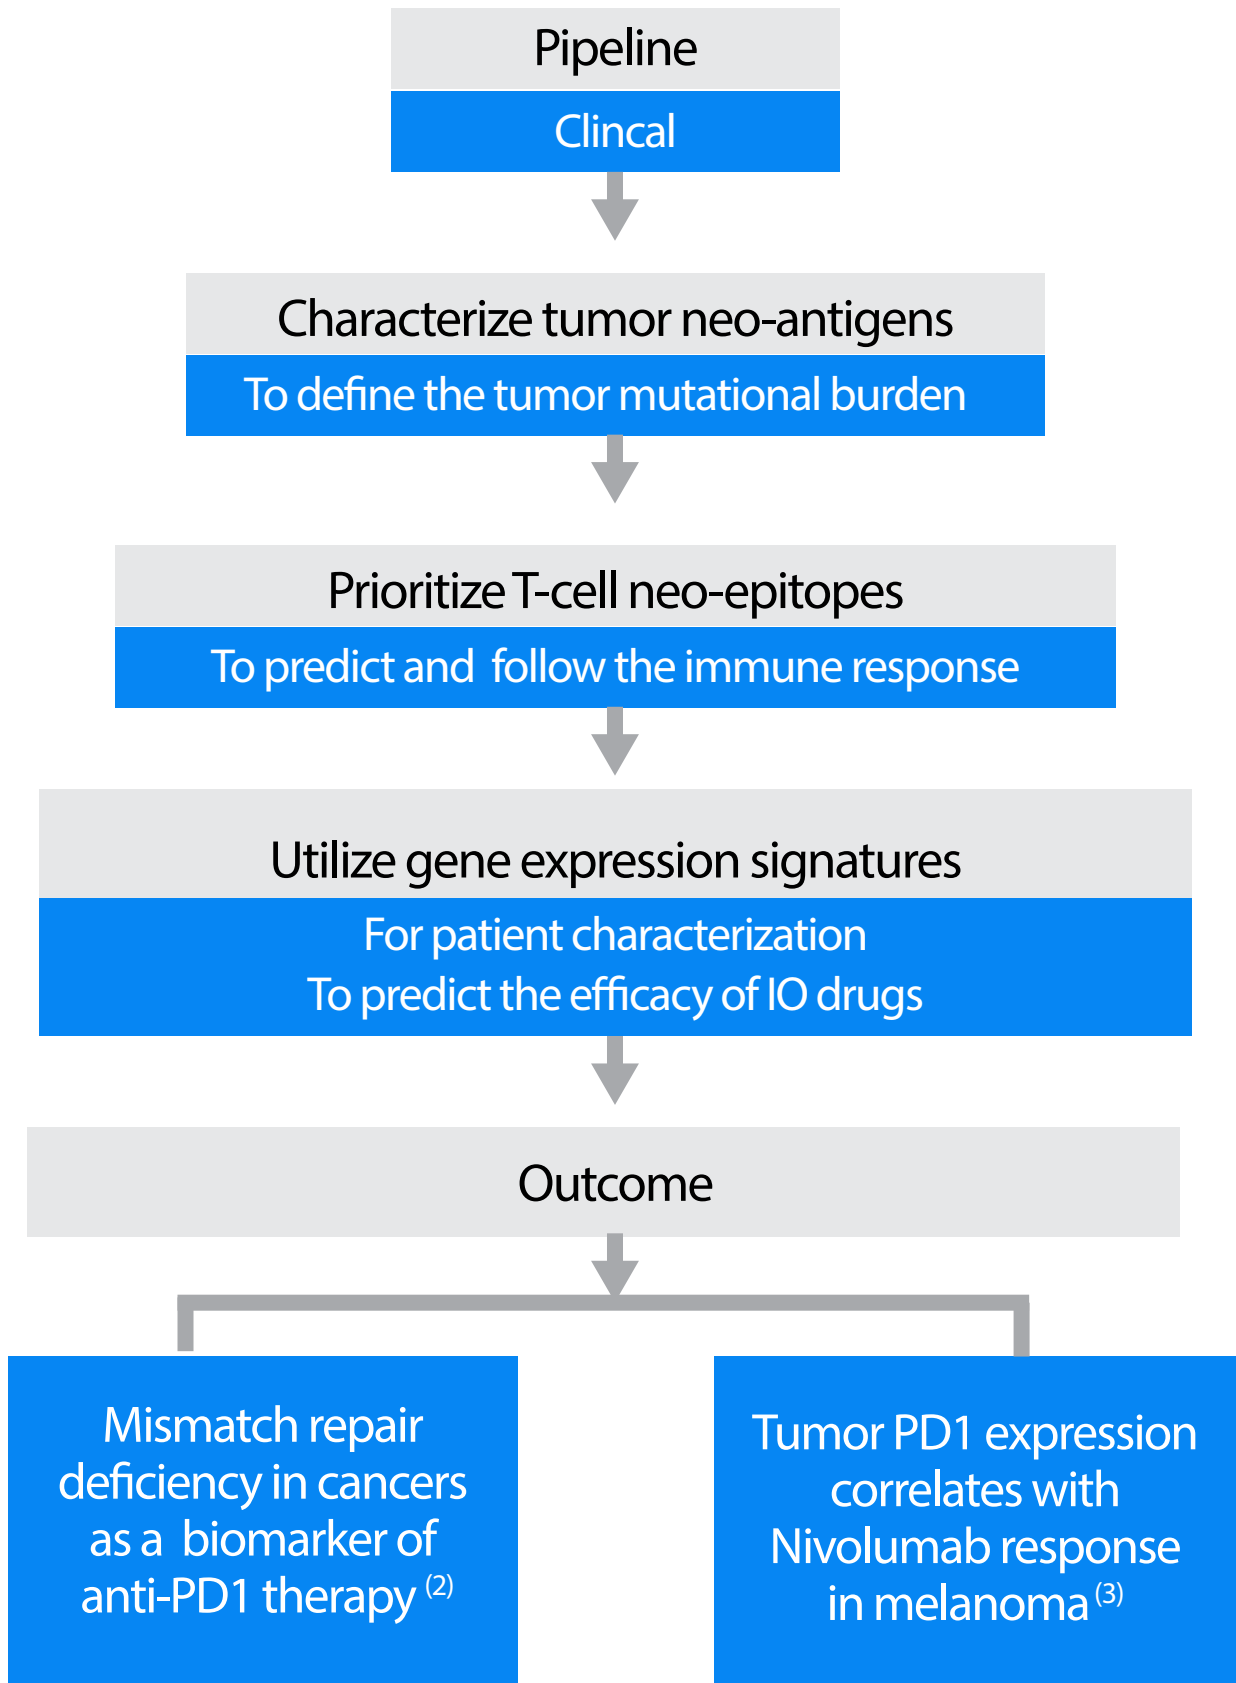 Pipeline
Clincal
Characterize tumor neo-antigens
To define the tumor mutational burden
Prioritize T-cell neo-epitopes
To predict and follow the immune response
Utilize gene expression signatures
For patient characterization
To predict the efficacy of IO drugs
Outcome
Mismatch repair
deficiency in cancers
as a biomarker of
anti-PD1 therapy (2)
Tumor PD1 expression
correlates with
Nivolumab response
in melanoma (3)